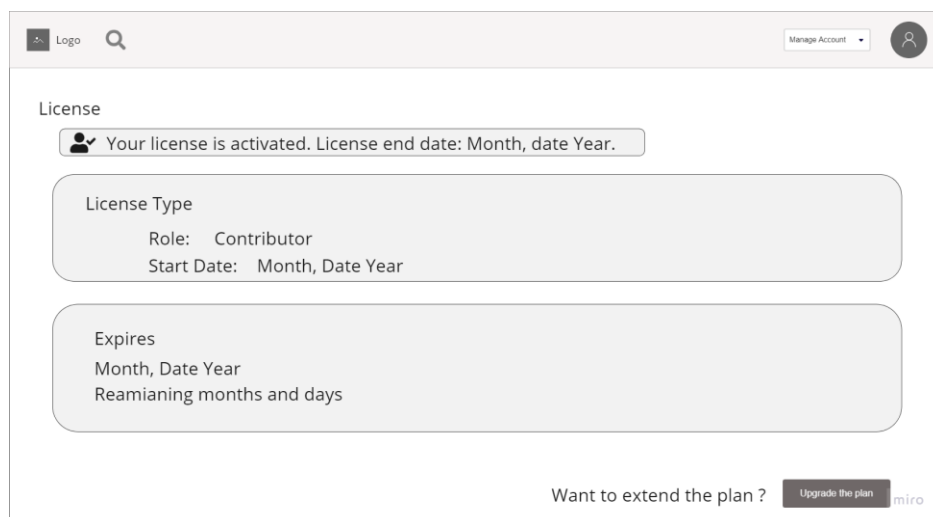 Logo
Manage Account
License
Your license is activated. License end date: Month, date Year.
License Type
Role: Contributor
Start Date: Month, Date Year
Expires
Month, Date Year
Reamianing months and days
Want to extend the plan ?
Upgrade the plan
miro